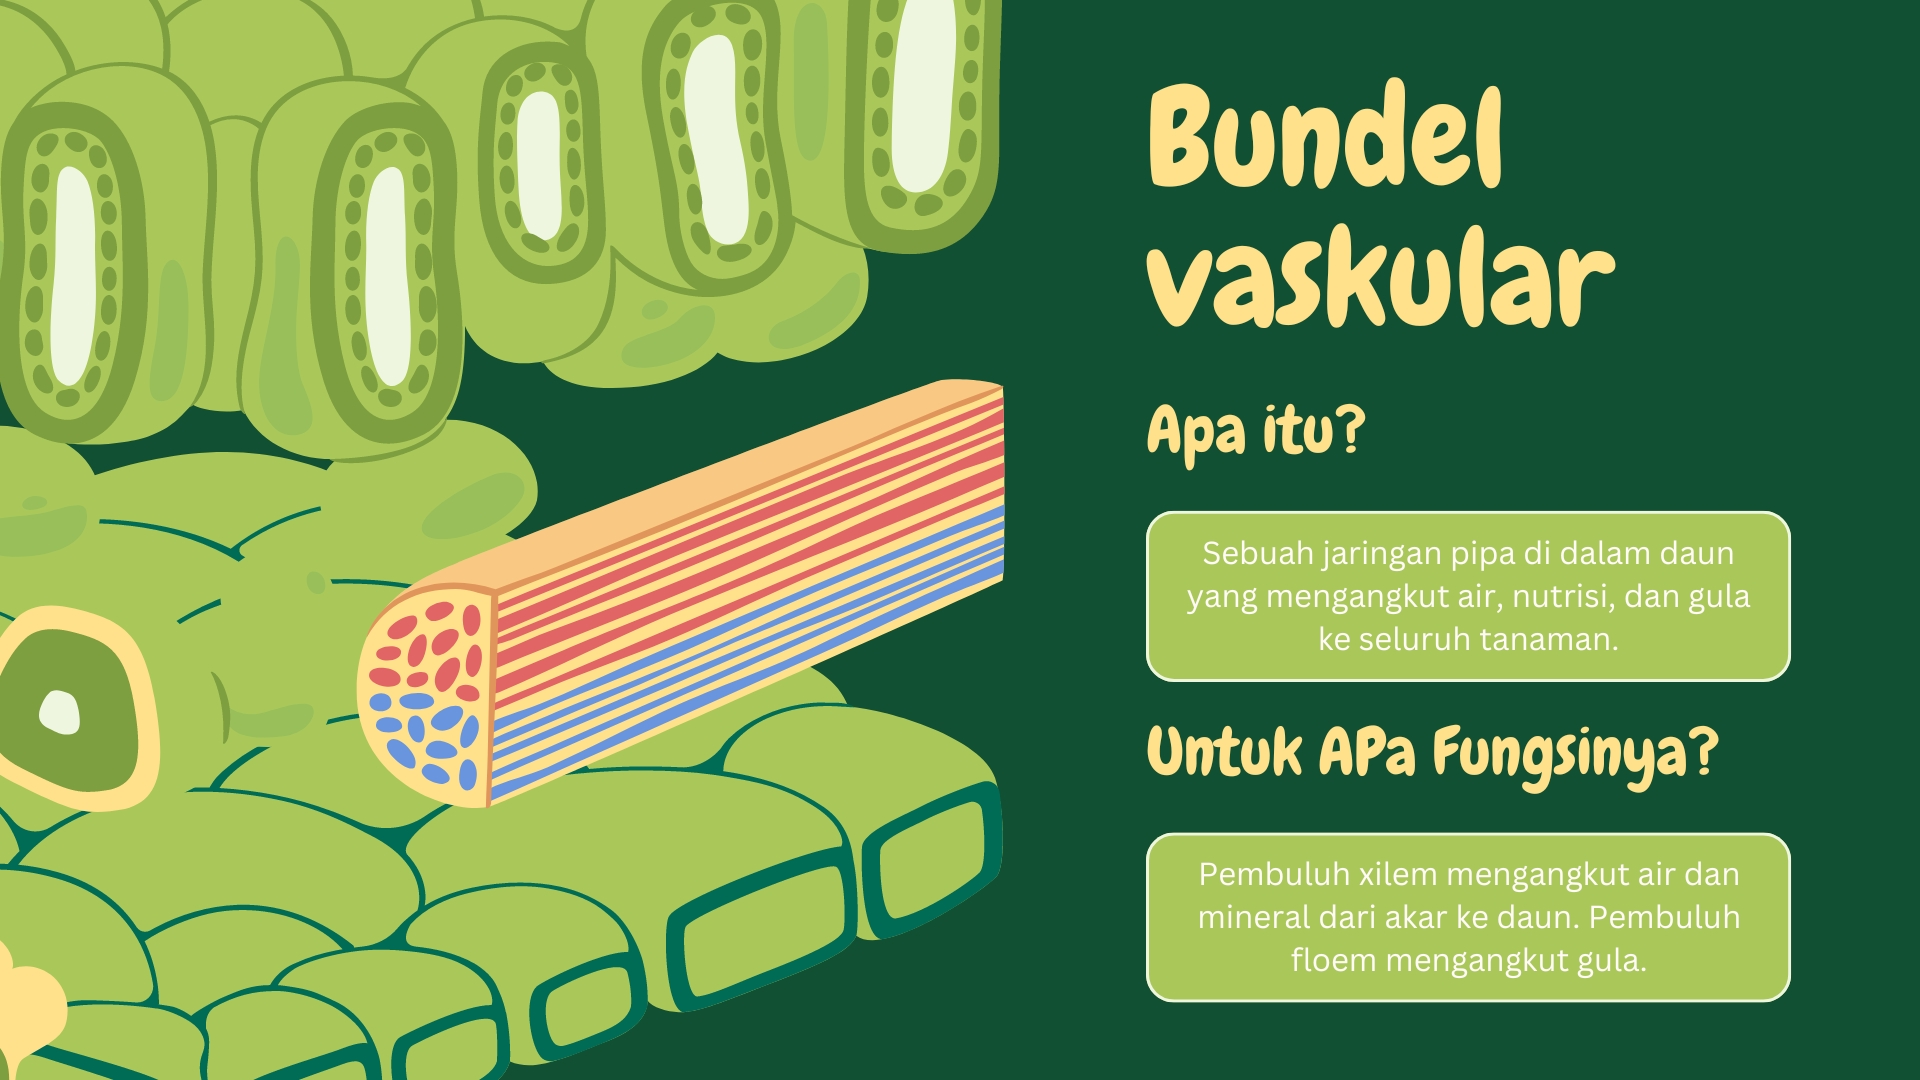 Bundel
vaskular
Apa itu?
Sebuah jaringan pipa di dalam daun
yang mengangkut air, nutrisi, dan gula
ke seluruh tanaman.
Untuk APa Fungsinya?
Pembuluh xilem mengangkut air dan
mineral dari akar ke daun. Pembuluh
floem mengangkut gula.